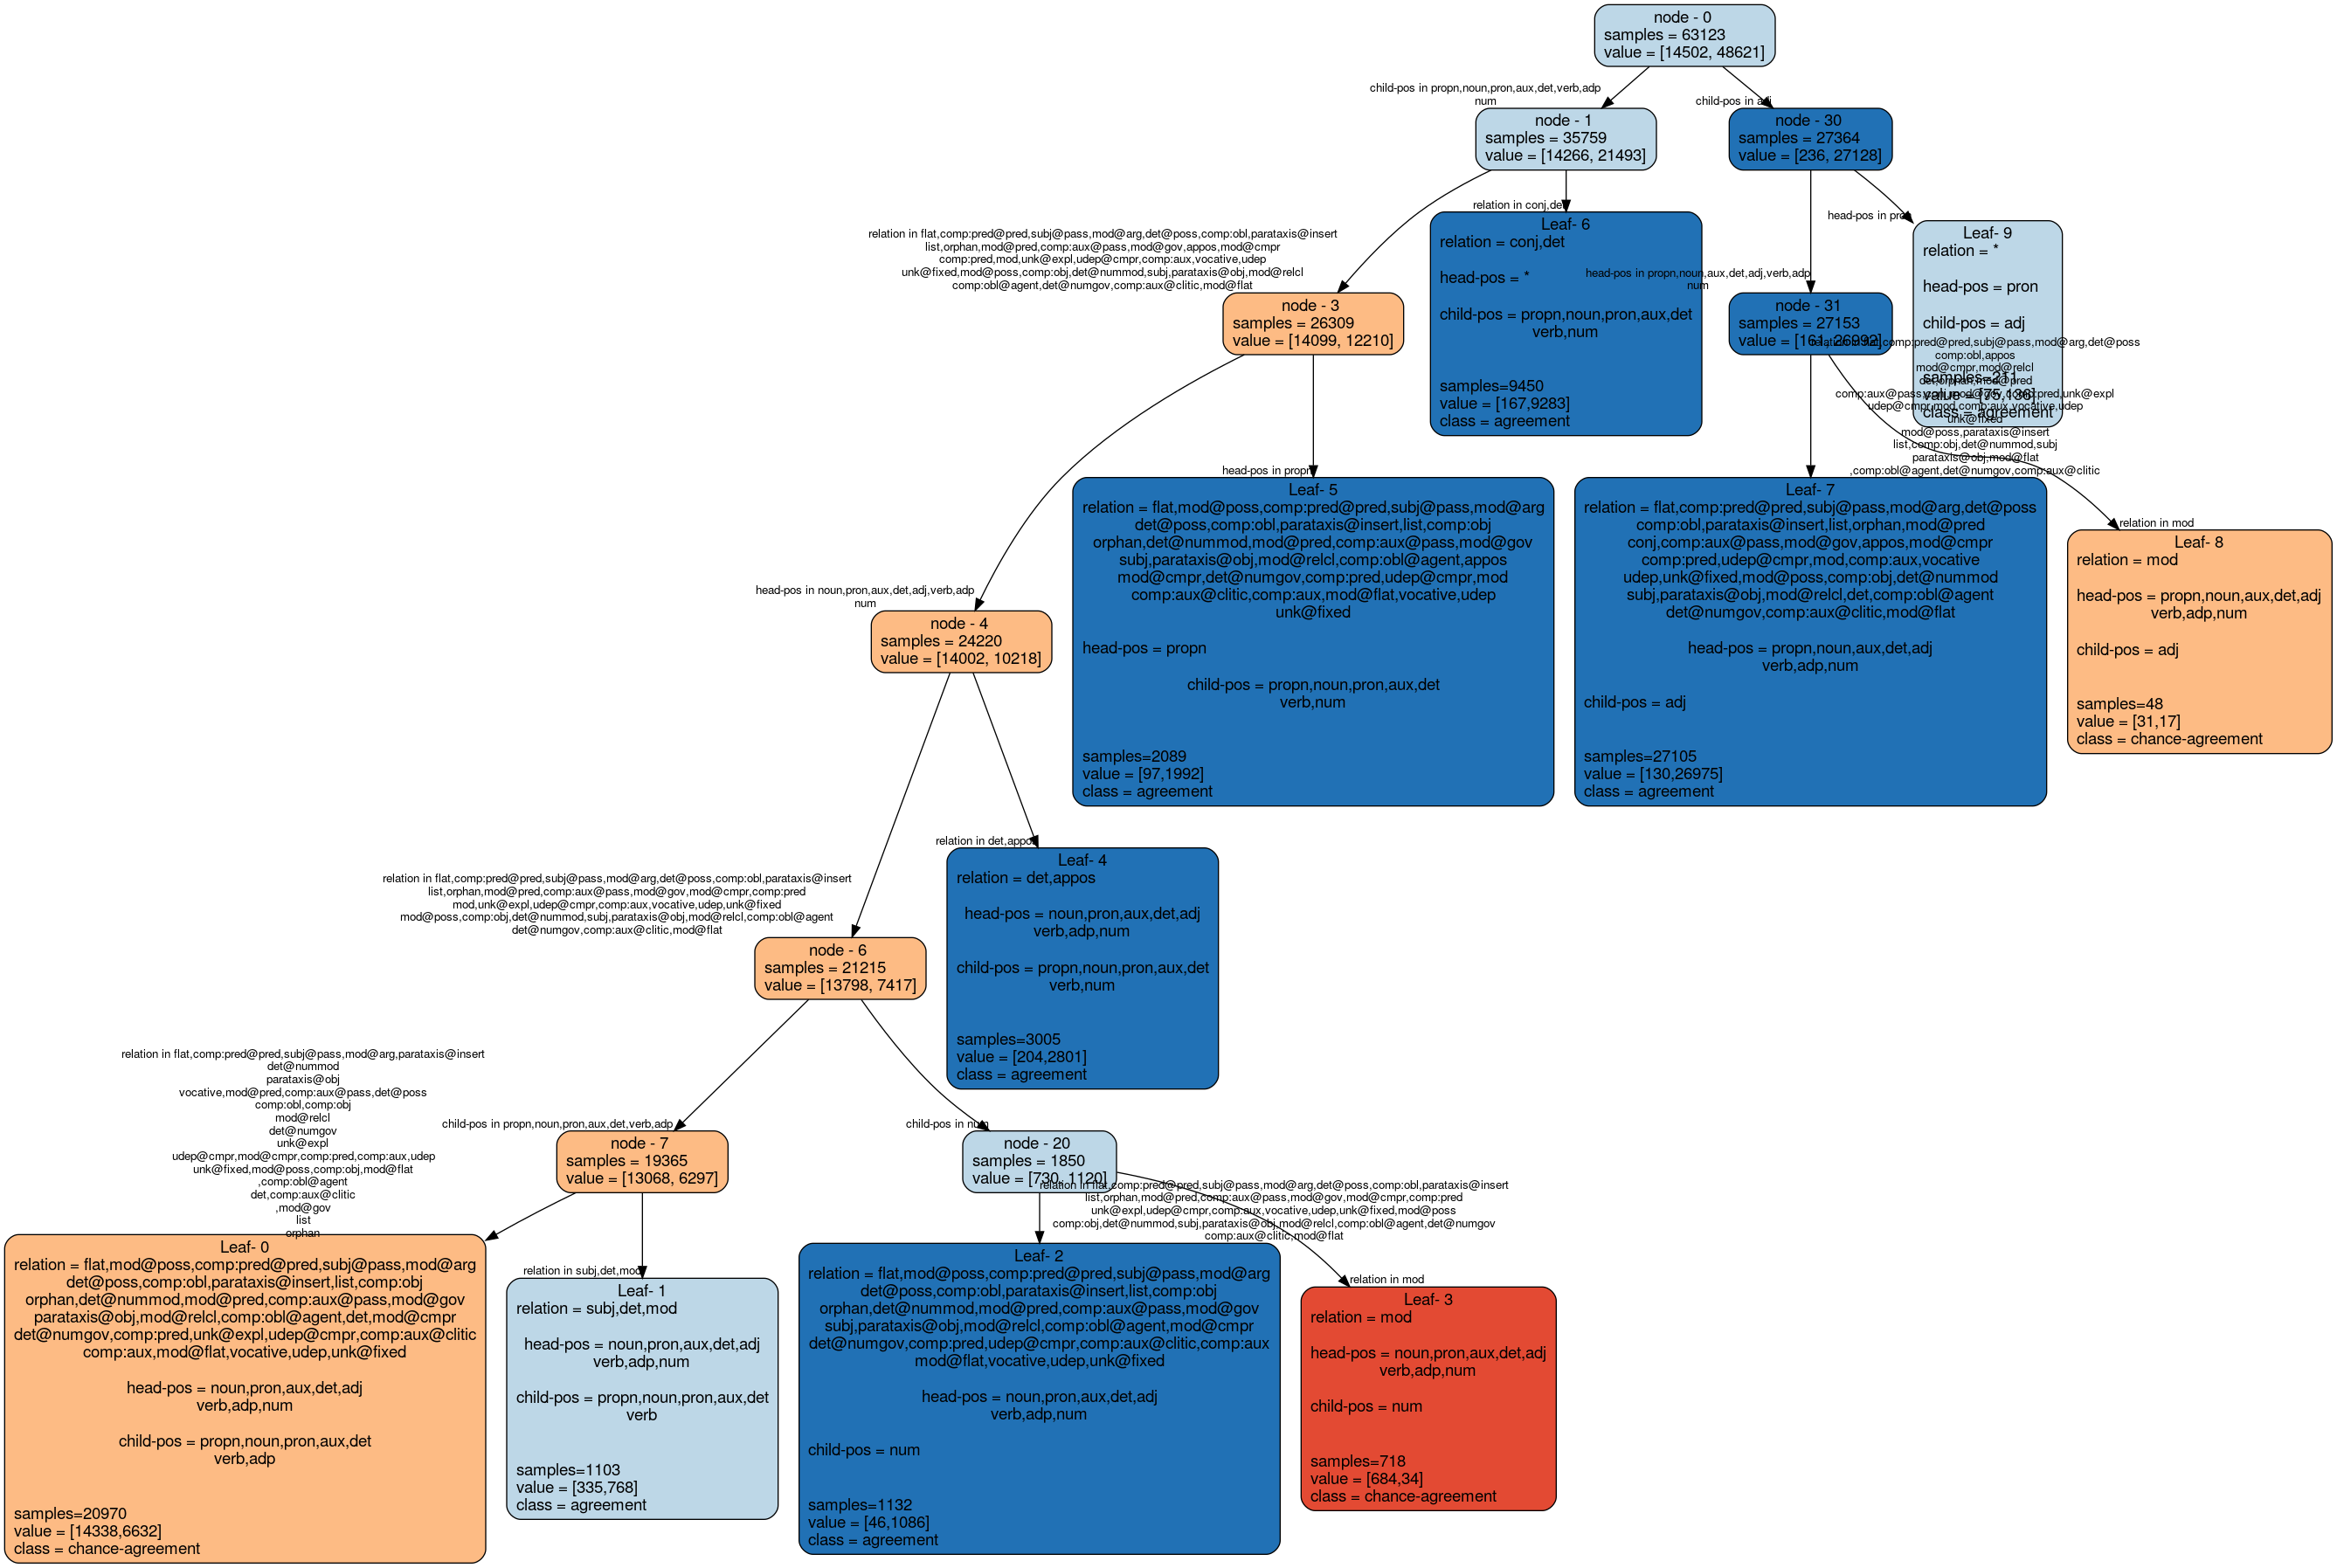 node - 0
samples = 63123
value = [14502, 48621]
child-pos in propn,noun,pron,aux,det,verb,adp
num
child-pos in adj
node - 1
samples = 35759
value = [14266, 21493]
node - 30
samples = 27364
value = [236, 27128]
relation in flat,comp:pred@pred,subj@pass,mod@arg,det@poss,comp:obl,parataxis@insert
list,orphan,mod@pred,comp:aux@pass,mod@gov,appos,mod@cmpr
comp:pred,mod,unk@expl,udep@cmpr,comp:aux,vocative,udep
unk@fixed,mod@poss,comp:obj,det@nummod,subj,parataxis@obj,mod@relcl
comp:obl@agent,det@numgov,comp:aux@clitic,mod@flat
relation in conj,det
head-pos in propn,noun,aux,det,adj,verb,adp
num
head-pos in pron
node - 3
samples = 26309
value = [14099, 12210]
Leaf- 6
relation = conj,det
head-pos = *
child-pos = propn,noun,pron,aux,det
verb,num
samples=9450
value = [167,9283]
class = agreement
node - 31
samples = 27153
value = [161, 26992]
Leaf- 9
relation = *
head-pos = pron
child-pos = adj
samples=211
value = [75,136]
class = agreement
relation in flat,comp:pred@pred,subj@pass,mod@arg,det@poss
comp:obl,appos
mod@cmpr,mod@relcl
det,orphan,mod@pred
comp:aux@pass,conj,mod@gov,comp:pred,unk@expl
udep@cmpr,mod,comp:aux,vocative,udep
unk@fixed
mod@poss,parataxis@insert
list,comp:obj,det@nummod,subj
parataxis@obj,mod@flat
,comp:obl@agent,det@numgov,comp:aux@clitic
relation in mod
head-pos in noun,pron,aux,det,adj,verb,adp
num
head-pos in propn
node - 4
samples = 24220
value = [14002, 10218]
Leaf- 5
relation = flat,mod@poss,comp:pred@pred,subj@pass,mod@arg
det@poss,comp:obl,parataxis@insert,list,comp:obj
orphan,det@nummod,mod@pred,comp:aux@pass,mod@gov
subj,parataxis@obj,mod@relcl,comp:obl@agent,appos
mod@cmpr,det@numgov,comp:pred,udep@cmpr,mod
comp:aux@clitic,comp:aux,mod@flat,vocative,udep
unk@fixed
head-pos = propn
child-pos = propn,noun,pron,aux,det
verb,num
samples=2089
value = [97,1992]
class = agreement
Leaf- 7
relation = flat,comp:pred@pred,subj@pass,mod@arg,det@poss
comp:obl,parataxis@insert,list,orphan,mod@pred
conj,comp:aux@pass,mod@gov,appos,mod@cmpr
comp:pred,udep@cmpr,mod,comp:aux,vocative
udep,unk@fixed,mod@poss,comp:obj,det@nummod
subj,parataxis@obj,mod@relcl,det,comp:obl@agent
det@numgov,comp:aux@clitic,mod@flat
head-pos = propn,noun,aux,det,adj
verb,adp,num
child-pos = adj
samples=27105
value = [130,26975]
class = agreement
Leaf- 8
relation = mod
head-pos = propn,noun,aux,det,adj
verb,adp,num
child-pos = adj
samples=48
value = [31,17]
class = chance-agreement
relation in flat,comp:pred@pred,subj@pass,mod@arg,det@poss,comp:obl,parataxis@insert
list,orphan,mod@pred,comp:aux@pass,mod@gov,mod@cmpr,comp:pred
mod,unk@expl,udep@cmpr,comp:aux,vocative,udep,unk@fixed
mod@poss,comp:obj,det@nummod,subj,parataxis@obj,mod@relcl,comp:obl@agent
det@numgov,comp:aux@clitic,mod@flat
relation in det,appos
node - 6
samples = 21215
value = [13798, 7417]
Leaf- 4
relation = det,appos
head-pos = noun,pron,aux,det,adj
verb,adp,num
child-pos = propn,noun,pron,aux,det
verb,num
samples=3005
value = [204,2801]
class = agreement
child-pos in propn,noun,pron,aux,det,verb,adp
child-pos in num
node - 7
samples = 19365
value = [13068, 6297]
node - 20
samples = 1850
value = [730, 1120]
relation in flat,comp:pred@pred,subj@pass,mod@arg,parataxis@insert
det@nummod
parataxis@obj
vocative,mod@pred,comp:aux@pass,det@poss
comp:obl,comp:obj
mod@relcl
det@numgov
unk@expl
udep@cmpr,mod@cmpr,comp:pred,comp:aux,udep
unk@fixed,mod@poss,comp:obj,mod@flat
,comp:obl@agent
det,comp:aux@clitic
,mod@gov
list
orphan
relation in subj,det,mod
relation in flat,comp:pred@pred,subj@pass,mod@arg,det@poss,comp:obl,parataxis@insert
list,orphan,mod@pred,comp:aux@pass,mod@gov,mod@cmpr,comp:pred
unk@expl,udep@cmpr,comp:aux,vocative,udep,unk@fixed,mod@poss
comp:obj,det@nummod,subj,parataxis@obj,mod@relcl,comp:obl@agent,det@numgov
comp:aux@clitic,mod@flat
relation in mod
Leaf- 0
relation = flat,mod@poss,comp:pred@pred,subj@pass,mod@arg
det@poss,comp:obl,parataxis@insert,list,comp:obj
orphan,det@nummod,mod@pred,comp:aux@pass,mod@gov
parataxis@obj,mod@relcl,comp:obl@agent,det,mod@cmpr
det@numgov,comp:pred,unk@expl,udep@cmpr,comp:aux@clitic
comp:aux,mod@flat,vocative,udep,unk@fixed
head-pos = noun,pron,aux,det,adj
verb,adp,num
child-pos = propn,noun,pron,aux,det
verb,adp
samples=20970
value = [14338,6632]
class = chance-agreement
Leaf- 1
relation = subj,det,mod
head-pos = noun,pron,aux,det,adj
verb,adp,num
child-pos = propn,noun,pron,aux,det
verb
samples=1103
value = [335,768]
class = agreement
Leaf- 2
relation = flat,mod@poss,comp:pred@pred,subj@pass,mod@arg
det@poss,comp:obl,parataxis@insert,list,comp:obj
orphan,det@nummod,mod@pred,comp:aux@pass,mod@gov
subj,parataxis@obj,mod@relcl,comp:obl@agent,mod@cmpr
det@numgov,comp:pred,udep@cmpr,comp:aux@clitic,comp:aux
mod@flat,vocative,udep,unk@fixed
head-pos = noun,pron,aux,det,adj
verb,adp,num
child-pos = num
samples=1132
value = [46,1086]
class = agreement
Leaf- 3
relation = mod
head-pos = noun,pron,aux,det,adj
verb,adp,num
child-pos = num
samples=718
value = [684,34]
class = chance-agreement